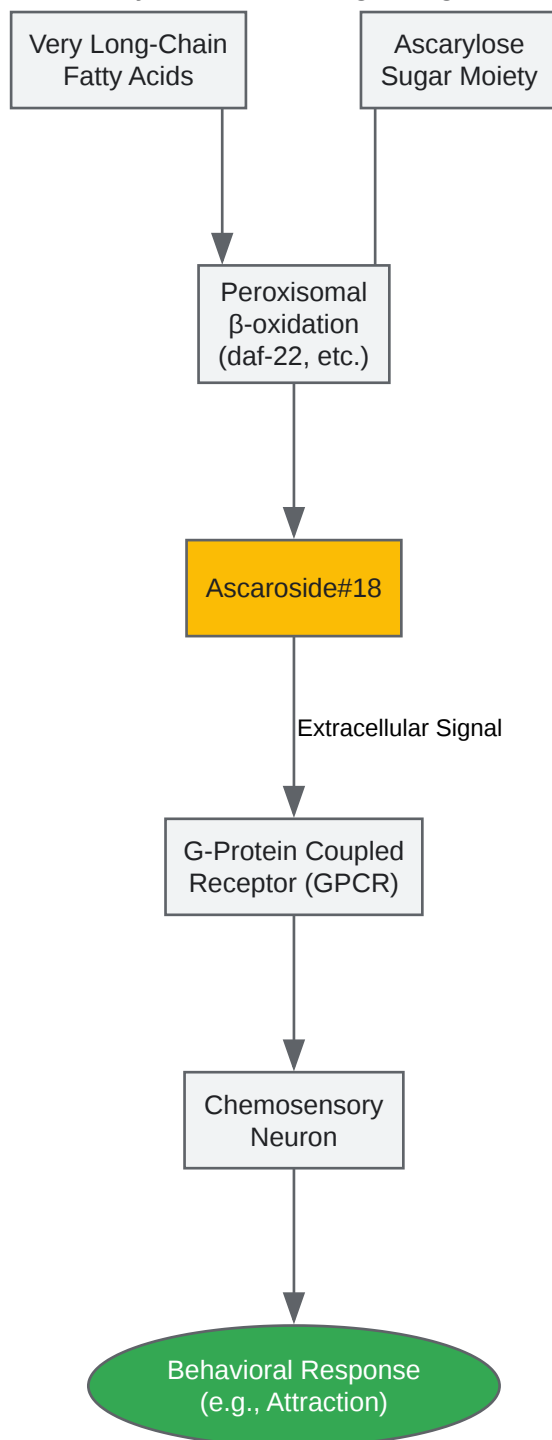 Very Long-Chain
Fatty Acids
Ascarylose
Sugar Moiety
Peroxisomal
β-oxidation
(daf-22, etc.)
Ascaroside#18
Extracellular Signal
G-Protein Coupled
Receptor (GPCR)
Chemosensory
Neuron
Behavioral Response
(e.g., Attraction)